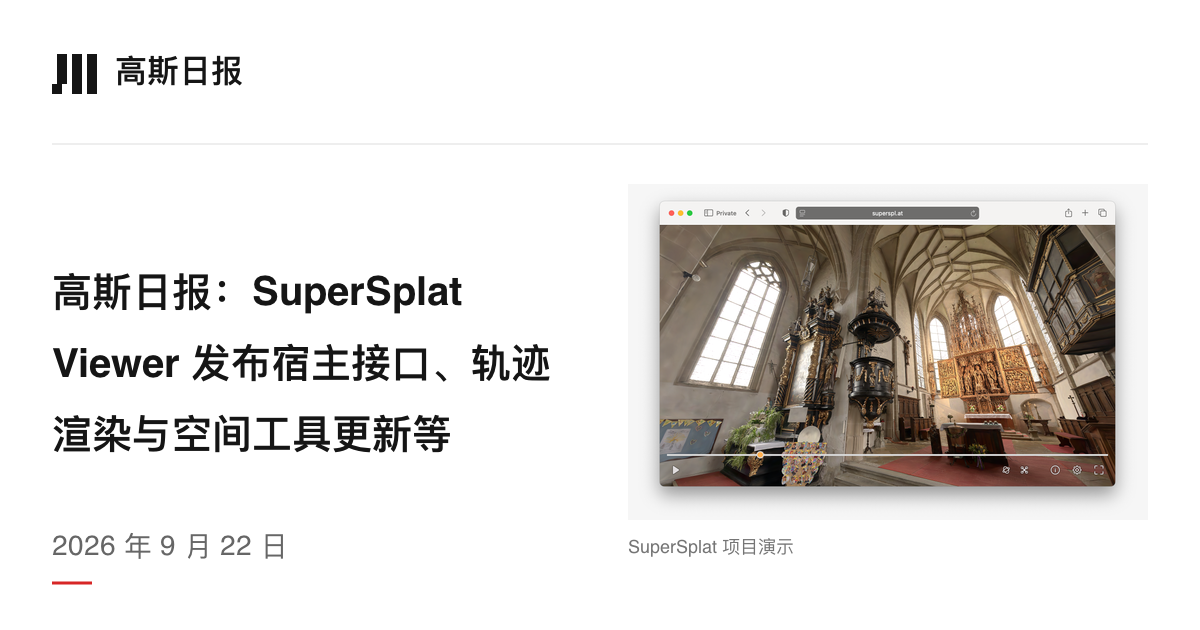 高斯日报
高斯日报：SuperSplat
Viewer 发布宿主接口、轨迹
渲染与空间工具更新等
2026 年 9 月 22 日
Private
superspl.at
SuperSplat 项目演示